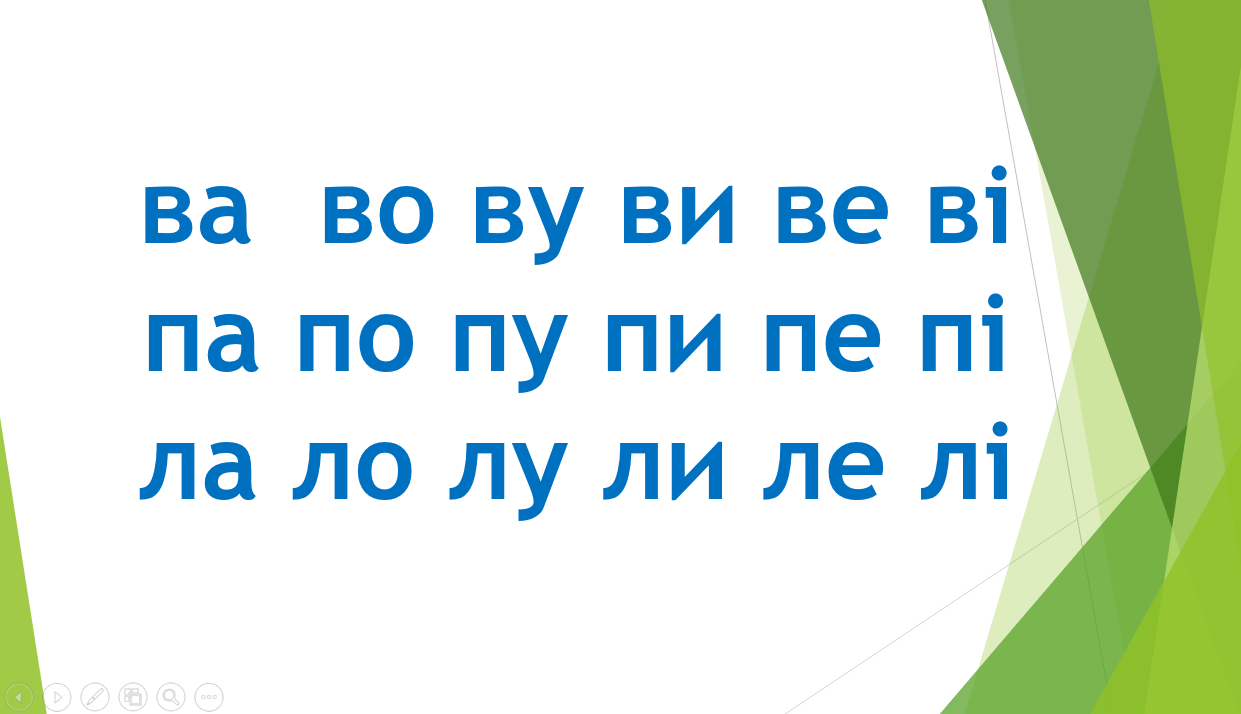 ва во ву ви ве ві
па по пу пи пе пі
ла ло лу ли ле лі